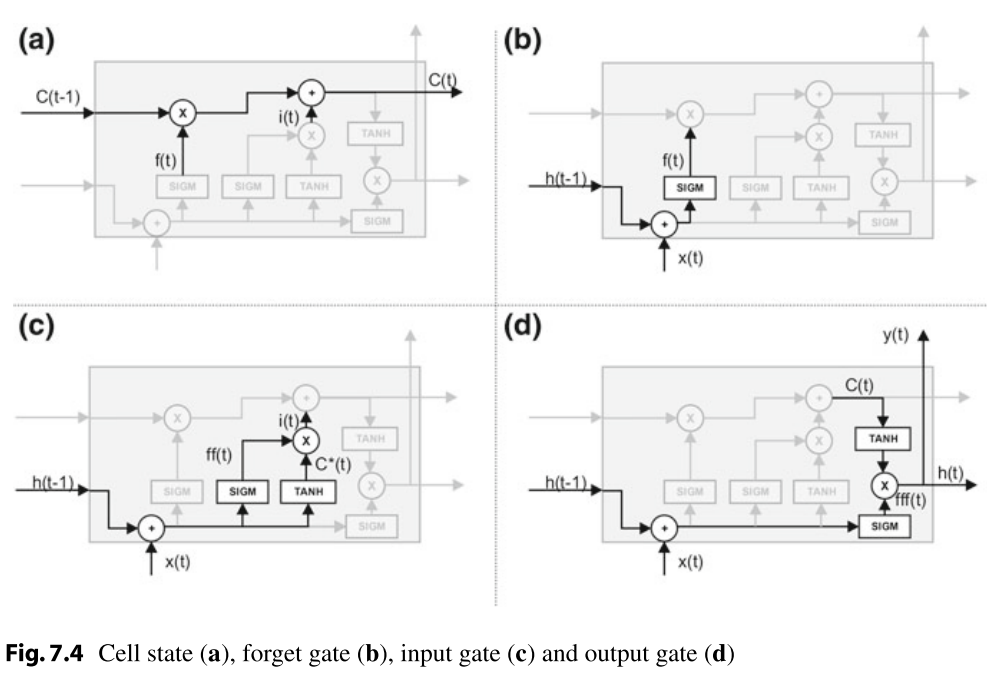 (a)
C(t-1)
C(t)
X
+
i(t)
f(t)
X
TANH
SIGM
SIGM
TANH
X
+
SIGM
(b)
X
+
X
TANH
f(t)
h(t-1)
SIGM
SIGM
TANH
X
+
SIGM
x(t)
(c)
X
+
i(t)
X
TANH
ff(t)
C*(t)
h(t-1)
SIGM
SIGM
TANH
X
+
SIGM
x(t)
(d)
y(t)
C(t)
X
+
X
TANH
h(t-1)
SIGM
SIGM
TANH
X
h(t)
fff(t)
+
SIGM
x(t)
Fig. 7.4 Cell state (a), forget gate (b), input gate (c) and output gate (d)